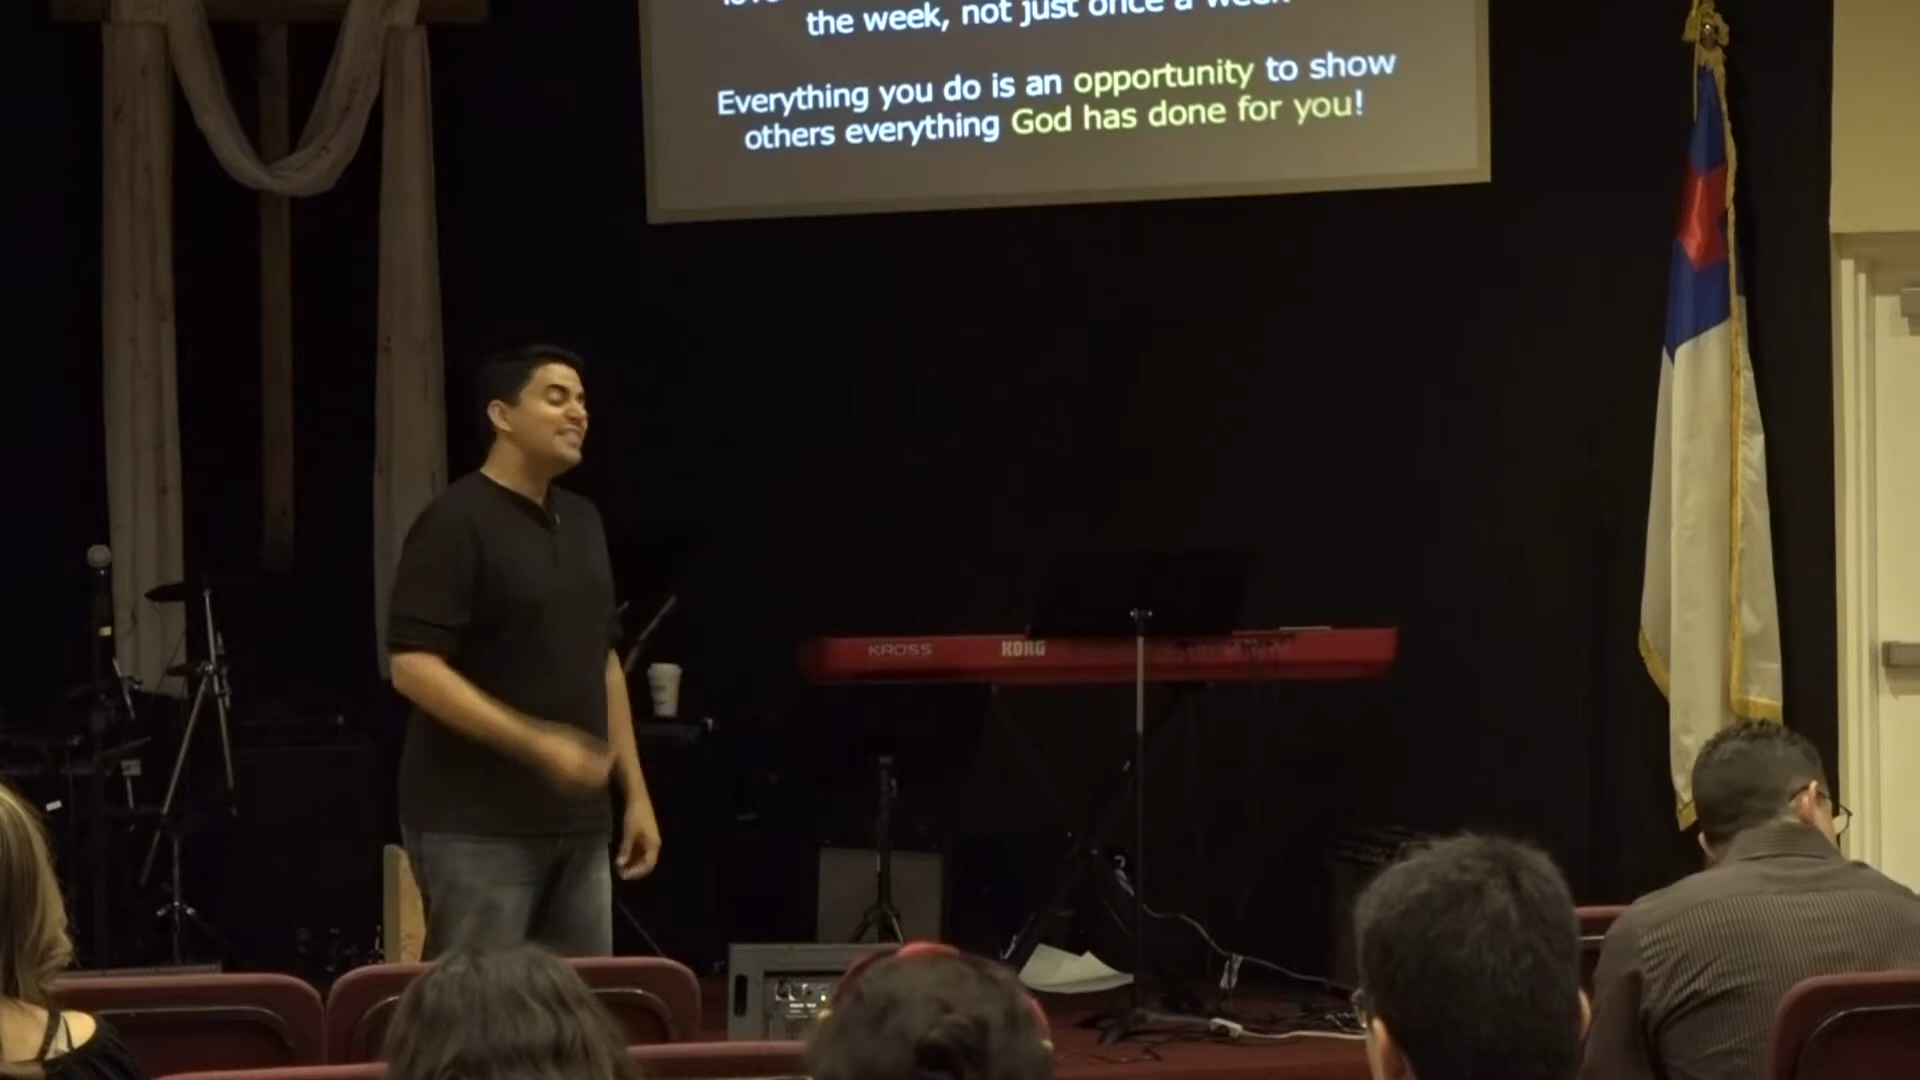 the week, not just once a week
Everything you do is an opportunity to show
others everything God has done for you!
KROSS KORG